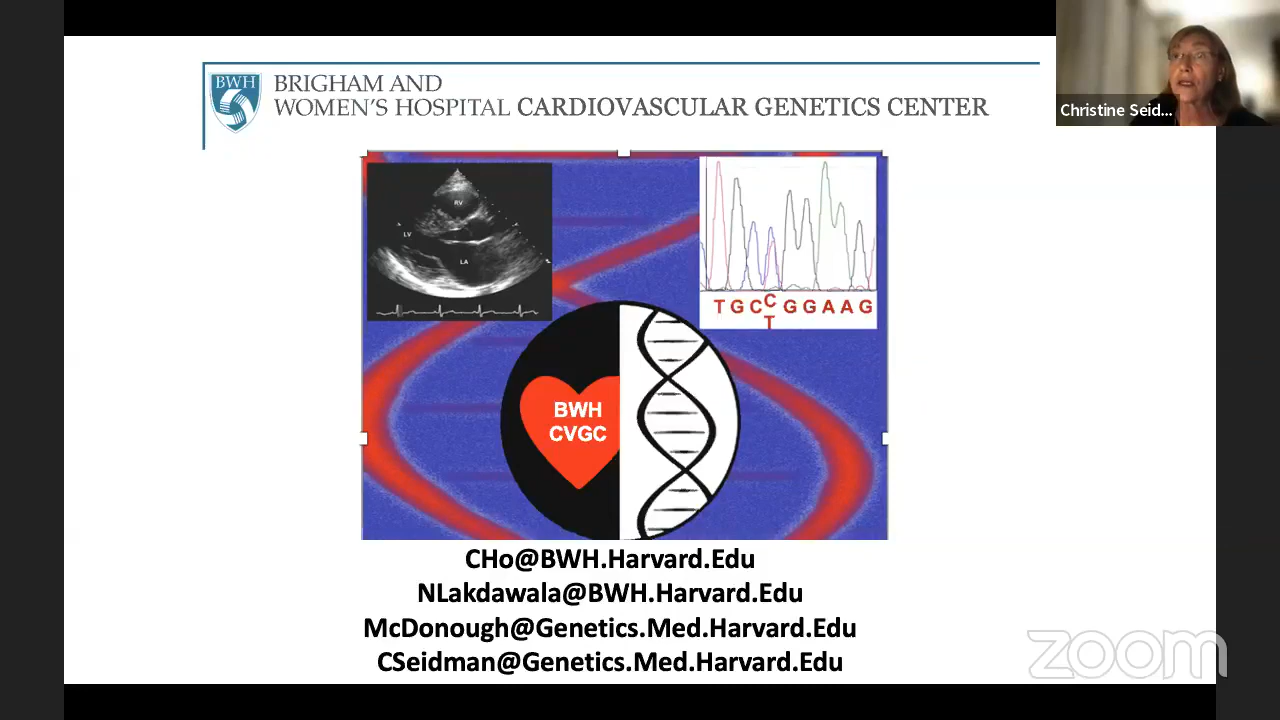 BWH
BRIGHAM AND
WOMEN'S HOSPITAL CARDIOVASCULAR GENETICS CENTER
Christine Seid...
RV
LV
LA
TGCCGGAAG
T
BWH
CVGC
CHo@BWH.Harvard.Edu
NLakdawala@BWH.Harvard.Edu
McDonough@Genetics.Med.Harvard.Edu
CSeidman@Genetics.Med.Harvard.Edu
zoom